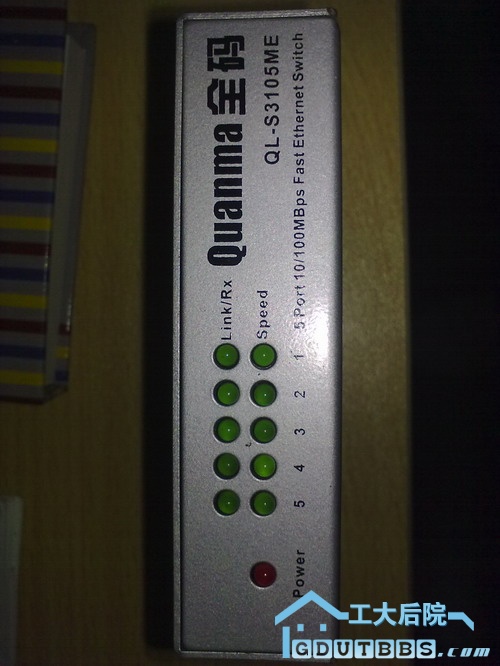 Quanma 全码
QL-S3105ME
5 Port 10/100MBps Fast Ethernet Switch
Link/Rx
Speed
1
2
3
4
5
Power
工大后院
GDUTBBS.com